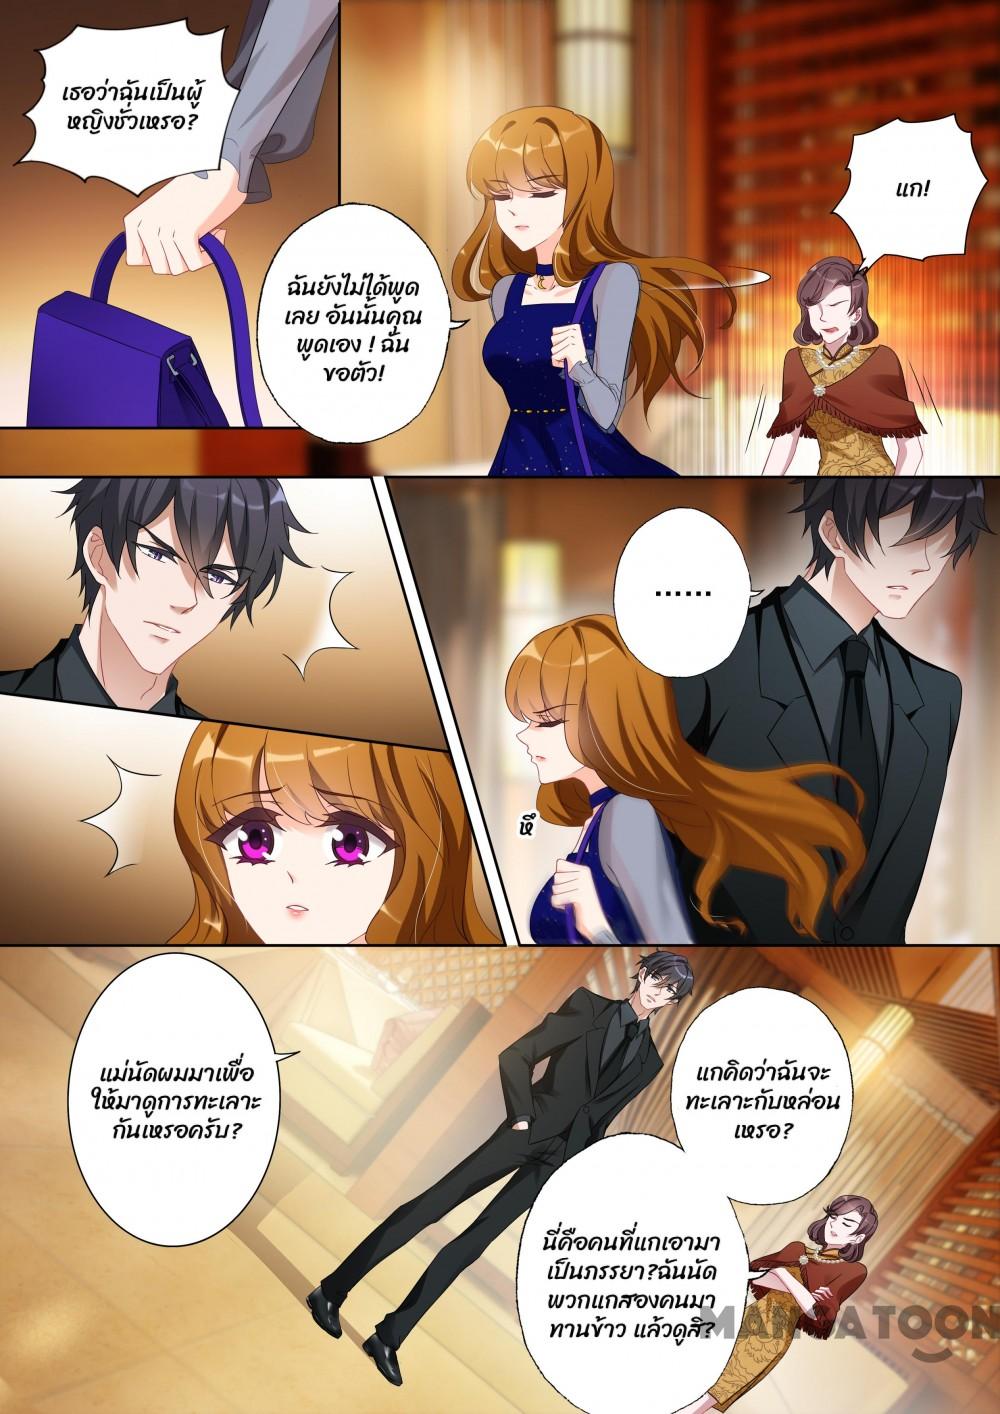 เธอว่าฉันเป็นผู้
หญิงชั่วเหรอ?
ฉันยังไม่ได้พูด
เลย อันนั้นคุณ
พูดเอง ! ฉัน
ขอตัว!
แก!
......
หึ
แม่นัดผมมาเพื่อ
ให้มาดูการทะเลาะ
กันเหรอครับ?
แกคิดว่าฉันจะ
ทะเลาะกับหล่อน
เหรอ?
นี่คือคนที่แกเอามา
เป็นภรรยา?ฉันนัด
พวกแกสองคนมา
ทานข้าว แล้วดูสิ?
MANGATOON